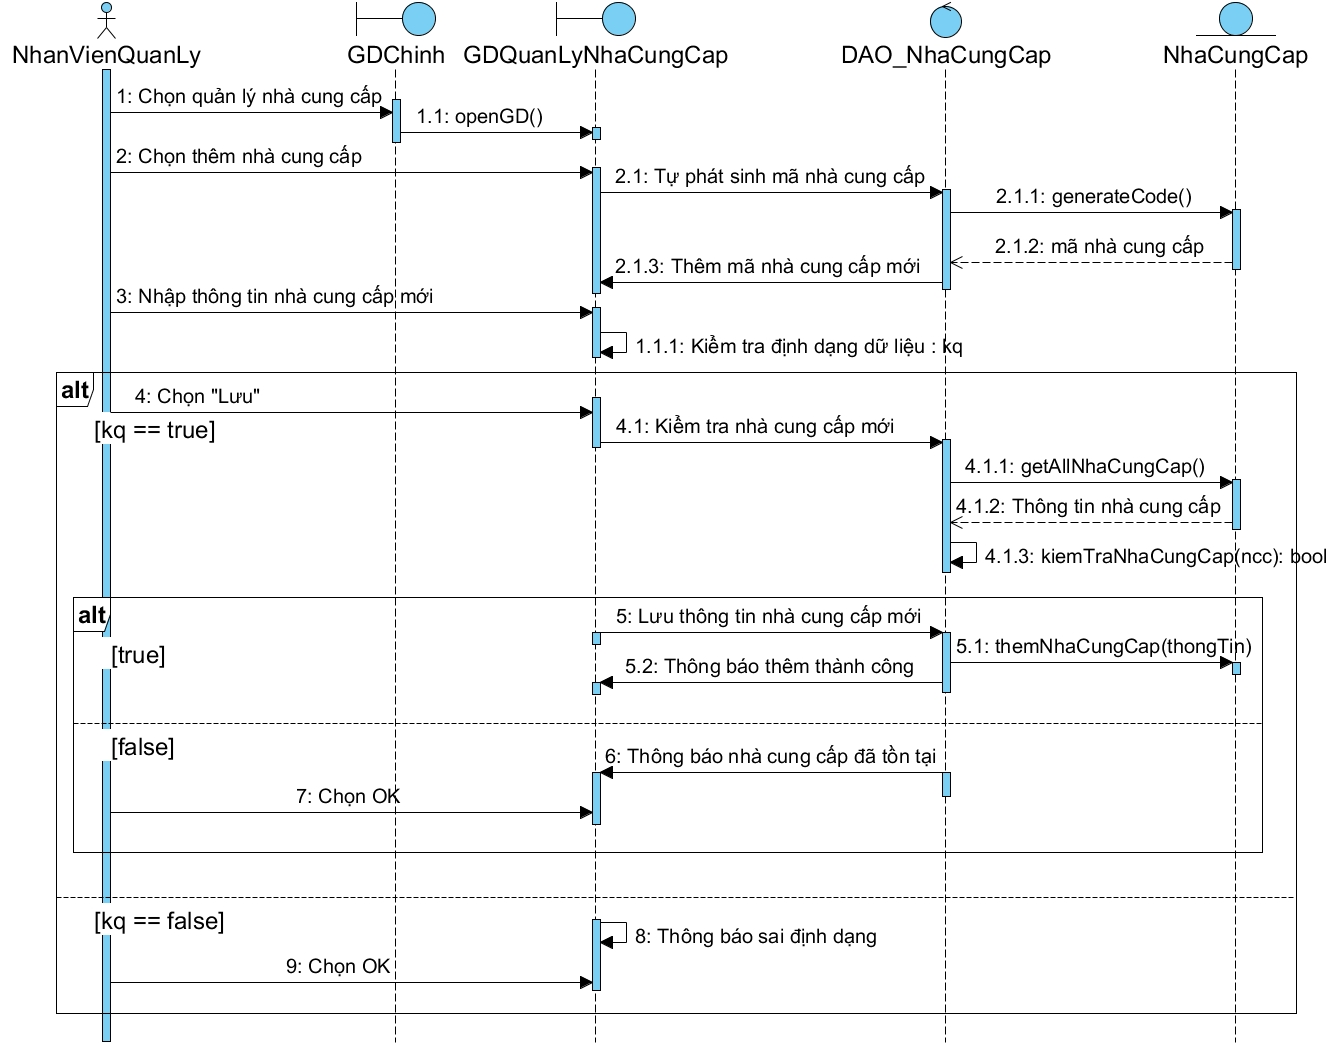 NhanVienQuanLy
GDChinh
GDQuanLyNhaCungCap
DAO_NhaCungCap
NhaCungCap
1: Chọn quản lý nhà cung cấp
1.1: openGD()
2: Chọn thêm nhà cung cấp
2.1: Tự phát sinh mã nhà cung cấp
2.1.1: generateCode()
2.1.2: mã nhà cung cấp
2.1.3: Thêm mã nhà cung cấp mới
3: Nhập thông tin nhà cung cấp mới
1.1.1: Kiểm tra định dạng dữ liệu : kq
alt
4: Chọn "Lưu"
[kq == true]
4.1: Kiểm tra nhà cung cấp mới
4.1.1: getAllNhaCungCap()
4.1.2: Thông tin nhà cung cấp
4.1.3: kiemTraNhaCungCap(ncc): bool
alt
5: Lưu thông tin nhà cung cấp mới
[true]
5.1: themNhaCungCap(thongTin)
5.2: Thông báo thêm thành công
[false]
6: Thông báo nhà cung cấp đã tồn tại
7: Chọn OK
[kq == false]
8: Thông báo sai định dạng
9: Chọn OK